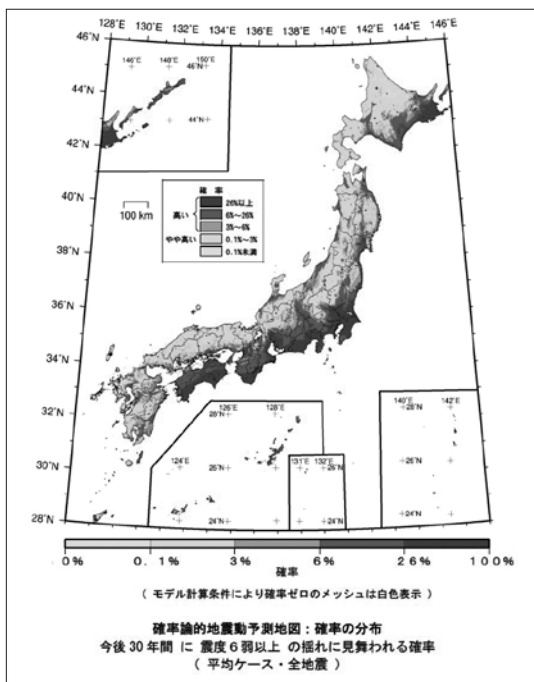 128°E 130°E 132°E 134°E 136°E 138°E 140°E 142°E 144°E 146°E
46°N
146°E 148°E 150°E
46°N
44°N
44°N
42°N
確 率
26%以上
高い 6%~26%
3%~6%
やや高い 0.1%~3%
0.1%未満
40°N
100 km
38°N
36°N
34°N
32°N
126°E 128°E
28°N
140°E 142°E
28°N
30°N
124°E
26°N
131°E 132°E
26°N
26°N
28°N
24°N
24°N
24°N
0% 0.1% 3% 6% 26% 100%
確率
( モデル計算条件により確率ゼロのメッシュは白色表示 )
確率論的地震動予測地図:確率の分布
今後 30 年間 に 震度6弱以上 の揺れに見舞われる確率
( 平均ケース・全地震 )